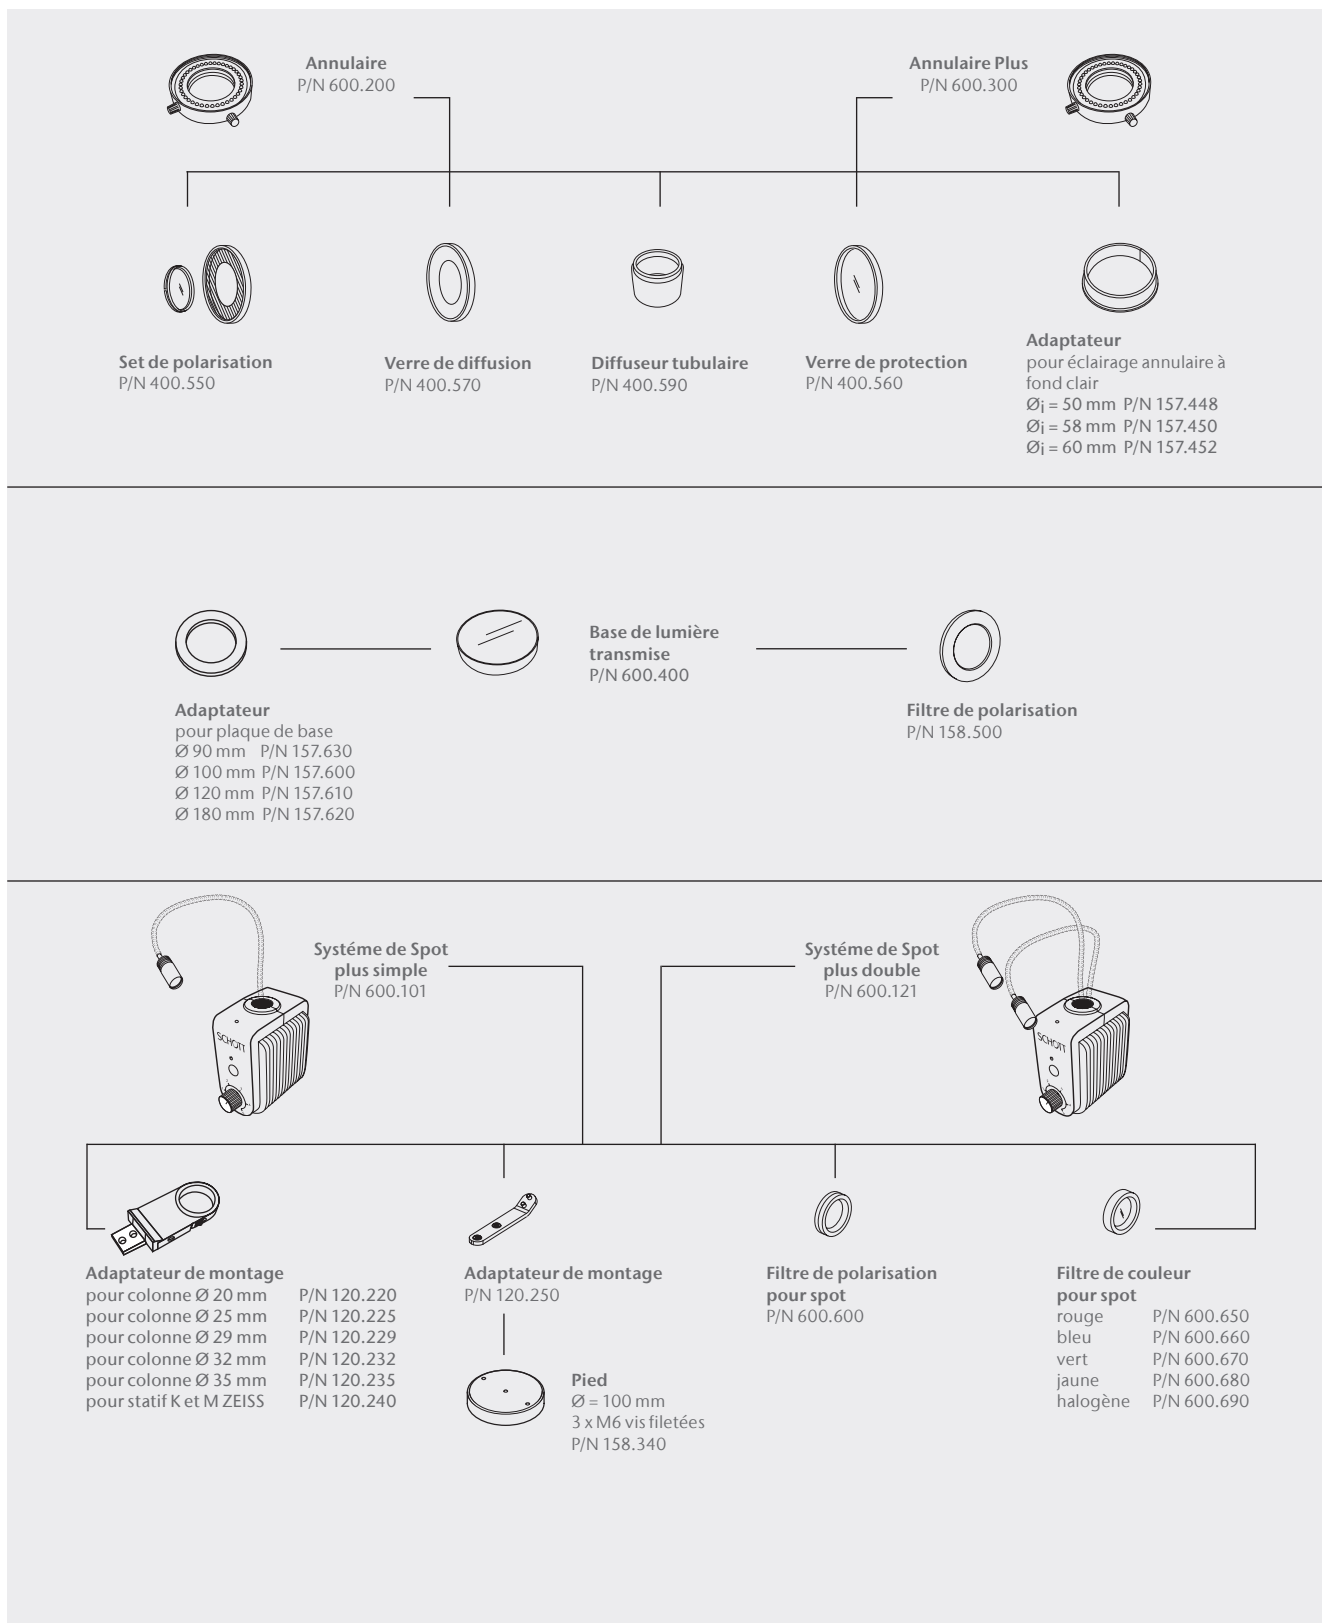 Annulaire
P/N 600.200
Annulaire Plus
P/N 600.300
Set de polarisation
P/N 400.550
Verre de diffusion
P/N 400.570
Diffuseur tubulaire
P/N 400.590
Verre de protection
P/N 400.560
Adaptateur
pour éclairage annulaire à
fond clair
Øi = 50 mm P/N 157.448
Øi = 58 mm P/N 157.450
Øi = 60 mm P/N 157.452
Base de lumière
transmise
P/N 600.400
Adaptateur
pour plaque de base
Ø 90 mm P/N 157.630
Ø 100 mm P/N 157.600
Ø 120 mm P/N 157.610
Ø 180 mm P/N 157.620
Filtre de polarisation
P/N 158.500
Systéme de Spot
plus simple
P/N 600.101
Systéme de Spot
plus double
P/N 600.121
SCHOTT
SCHOTT
Adaptateur de montage
pour colonne Ø 20 mm P/N 120.220
pour colonne Ø 25 mm P/N 120.225
pour colonne Ø 29 mm P/N 120.229
pour colonne Ø 32 mm P/N 120.232
pour colonne Ø 35 mm P/N 120.235
pour statif K et M ZEISS P/N 120.240
Adaptateur de montage
P/N 120.250
Pied
Ø = 100 mm
3 x M6 vis filetées
P/N 158.340
Filtre de polarisation
pour spot
P/N 600.600
Filtre de couleur
pour spot
rouge P/N 600.650
bleu P/N 600.660
vert P/N 600.670
jaune P/N 600.680
halogène P/N 600.690